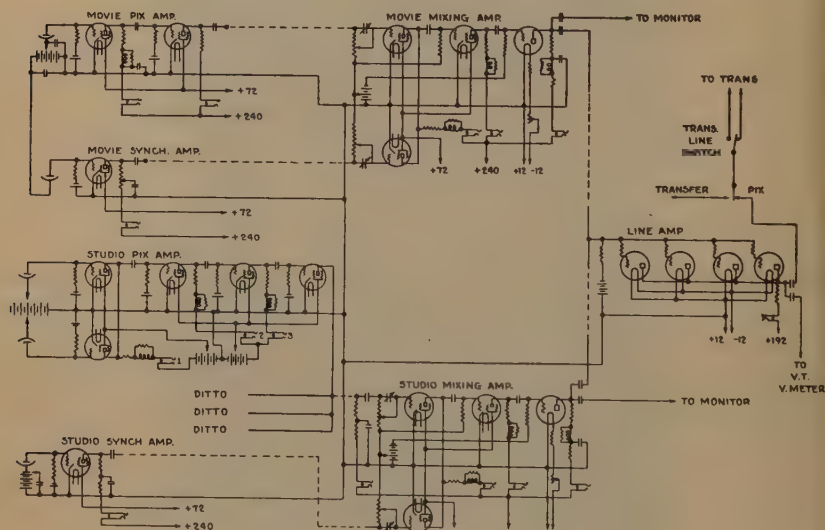 MOVIE PIX AMP.
MOVIE MIXING AMP.
TO MONITOR
+72
+240
TO TRANS
TRANS.
LINE
SWITCH
MOVIE SYNCH. AMP.
+72 +240 +12 -12
TRANSFER PIX
+72
+240
LINE AMP
STUDIO PIX AMP.
1 2 3
+12 -12 +192
TO
V.T.
V.METER
DITTO
DITTO
DITTO
STUDIO MIXING AMP.
TO MONITOR
STUDIO SYNCH AMP.
+72
+240